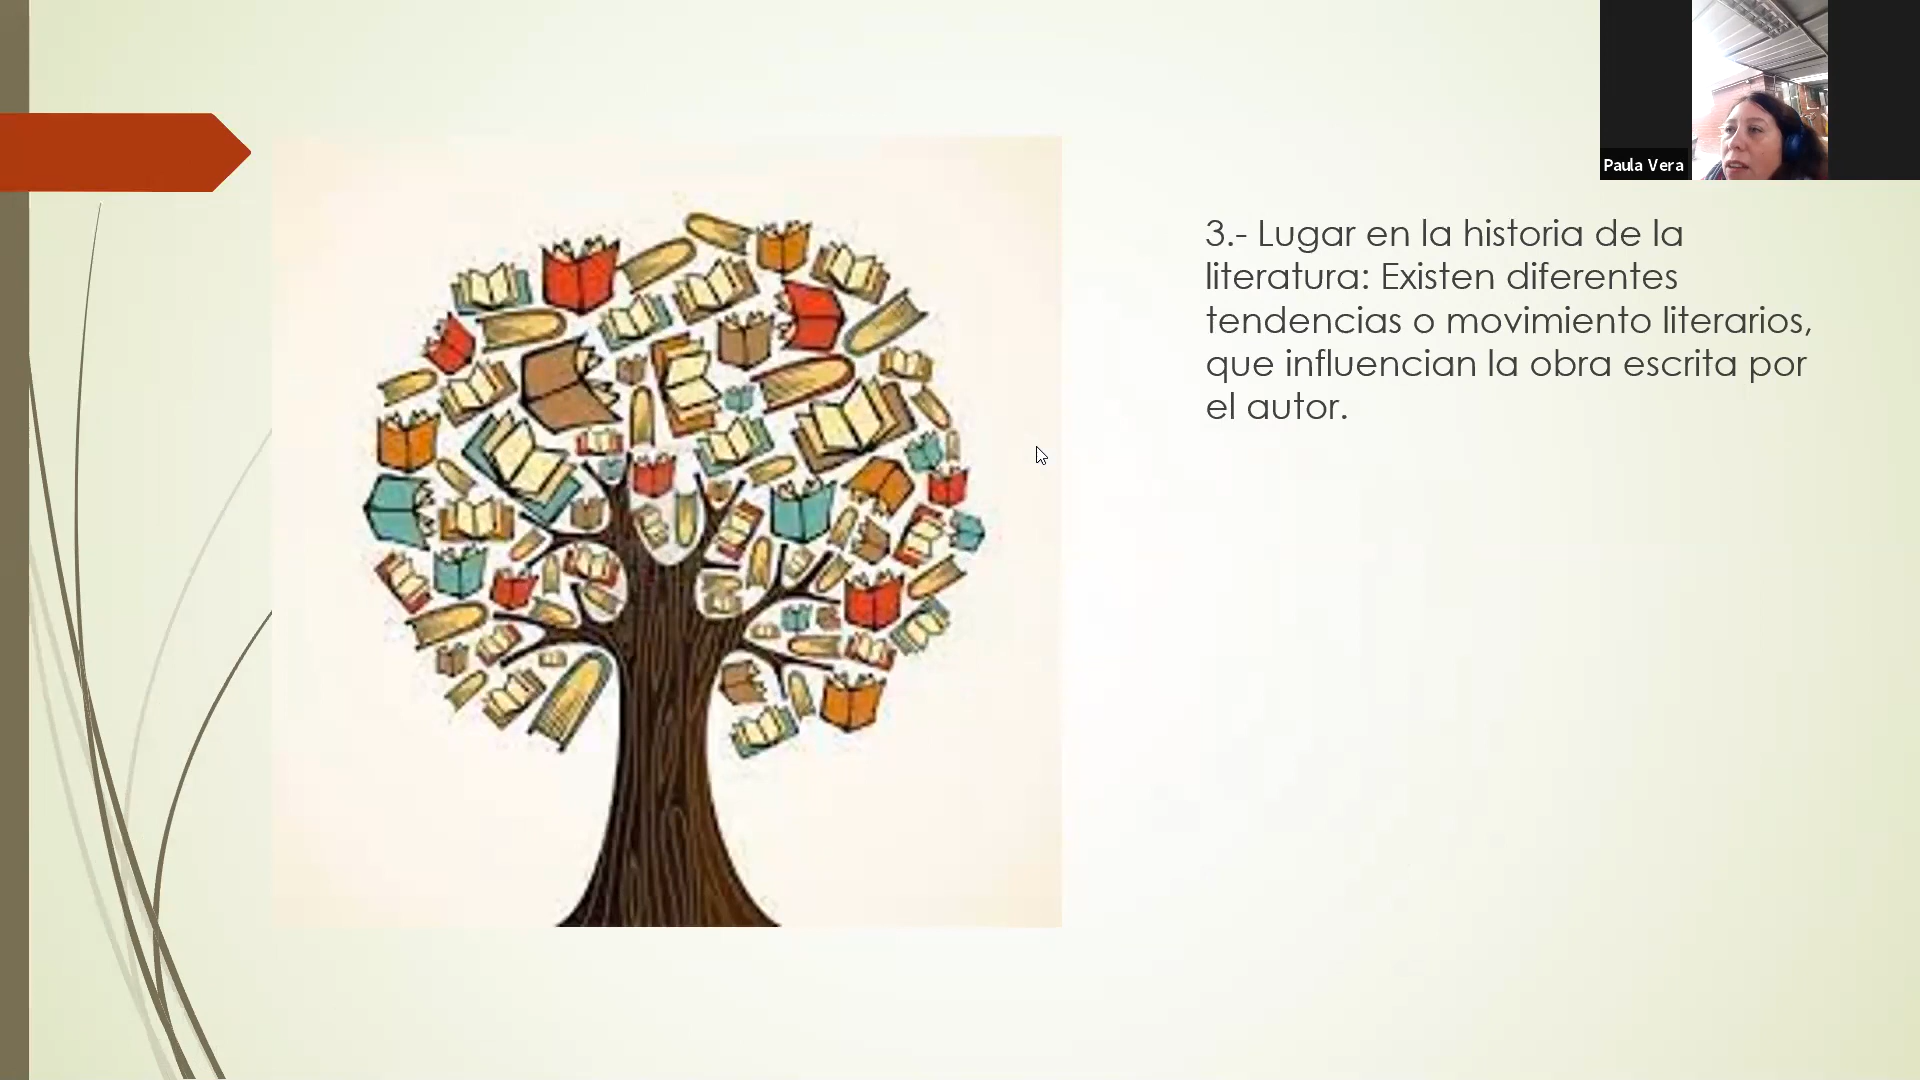 Paula Vera
3.- Lugar en la historia de la
literatura: Existen diferentes
tendencias o movimiento literarios,
que influencian la obra escrita por
el autor.